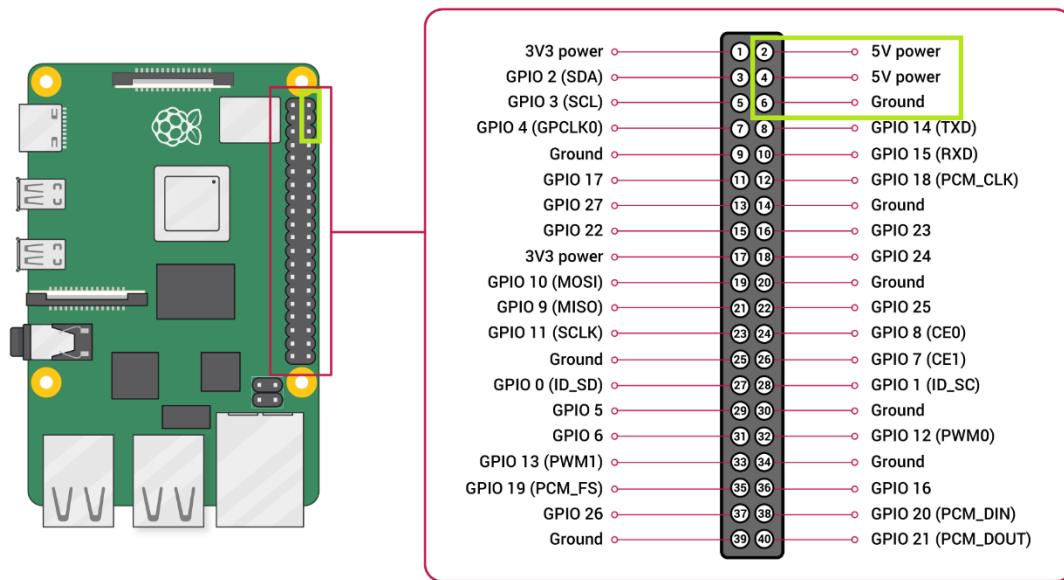 3V3 power 1 2 5V power
GPIO 2 (SDA) 3 4 5V power
GPIO 3 (SCL) 5 6 Ground
GPIO 4 (GPCLK0) 7 8 GPIO 14 (TXD)
Ground 9 10 GPIO 15 (RXD)
GPIO 17 11 12 GPIO 18 (PCM_CLK)
GPIO 27 13 14 Ground
GPIO 22 15 16 GPIO 23
3V3 power 17 18 GPIO 24
GPIO 10 (MOSI) 19 20 Ground
GPIO 9 (MISO) 21 22 GPIO 25
GPIO 11 (SCLK) 23 24 GPIO 8 (CE0)
Ground 25 26 GPIO 7 (CE1)
GPIO 0 (ID_SD) 27 28 GPIO 1 (ID_SC)
GPIO 5 29 30 Ground
GPIO 6 31 32 GPIO 12 (PWM0)
GPIO 13 (PWM1) 33 34 Ground
GPIO 19 (PCM_FS) 35 36 GPIO 16
GPIO 26 37 38 GPIO 20 (PCM_DIN)
Ground 39 40 GPIO 21 (PCM_DOUT)